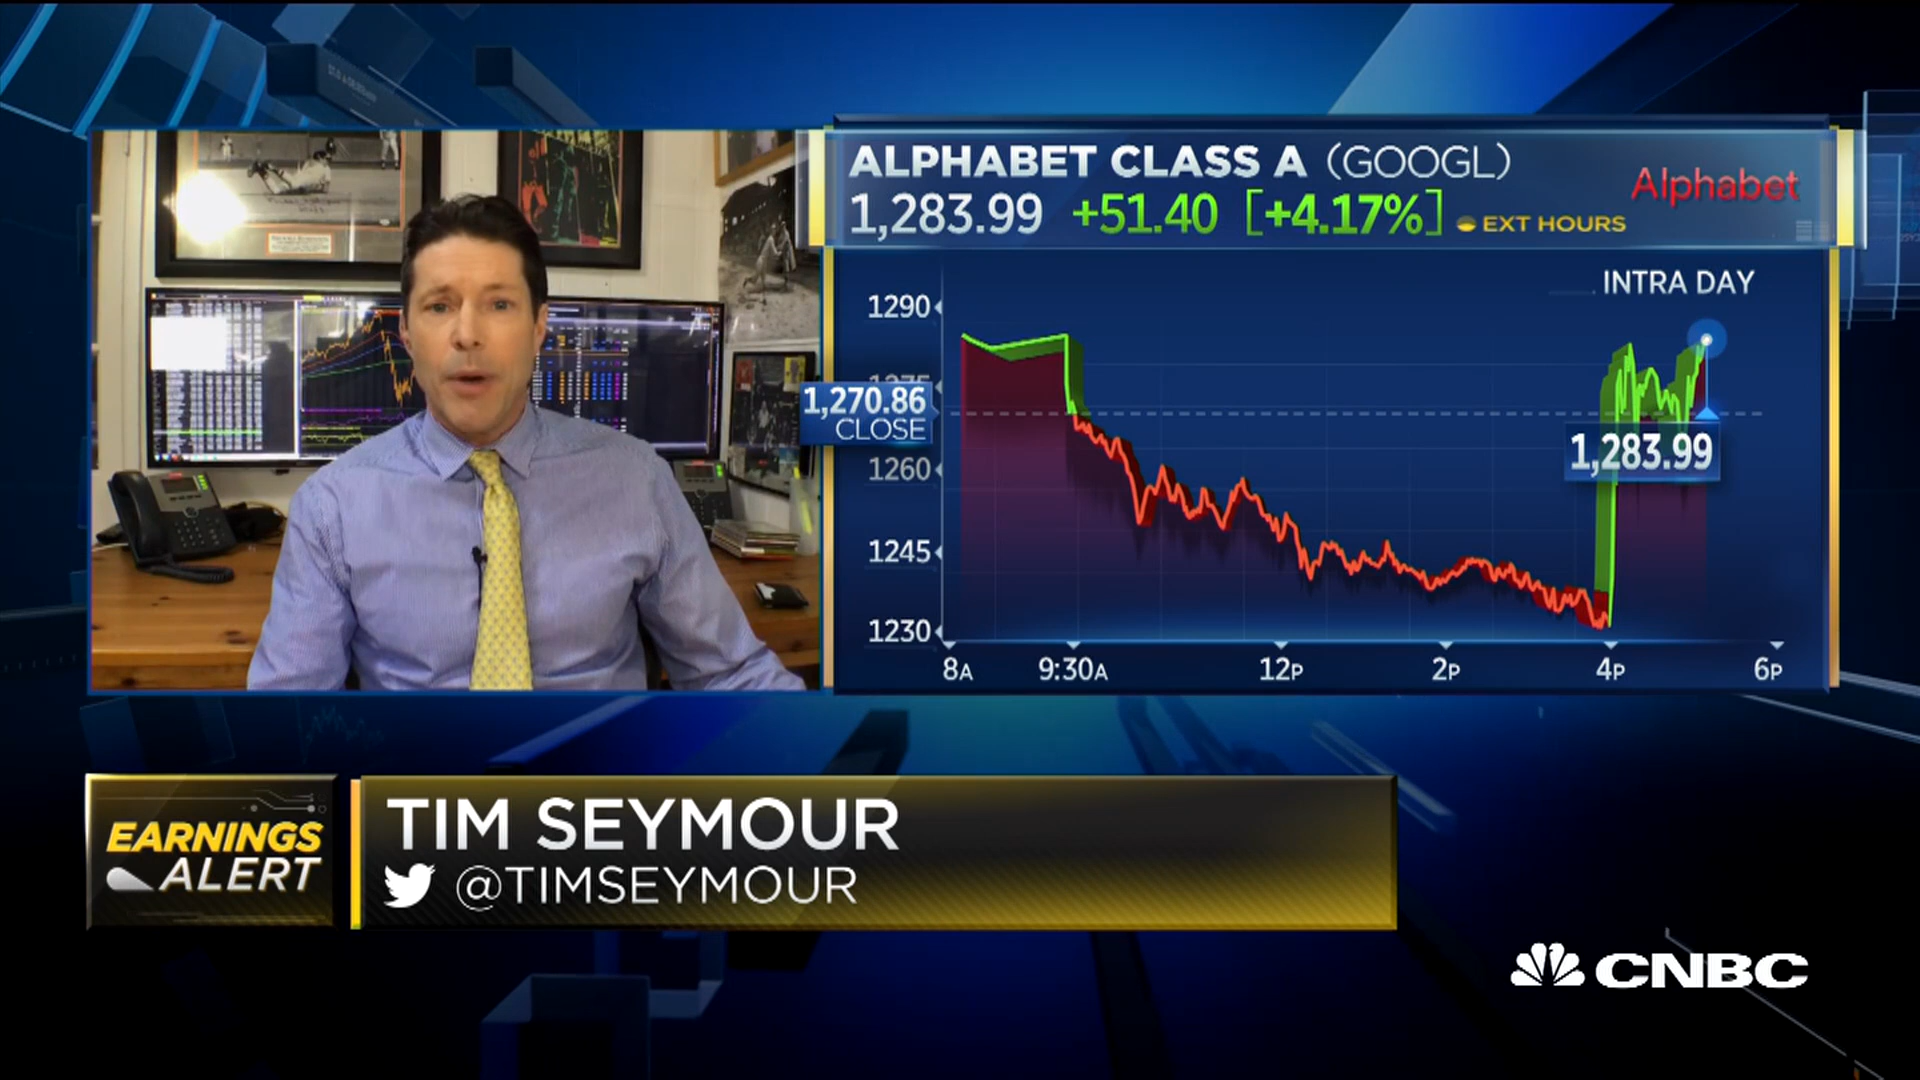 ALPHABET CLASS A (GOOGL)
1,283.99 +51.40 [+4.17%] EXT HOURS
Alphabet
INTRA DAY
1290
1275
1,270.86
CLOSE
1260
1245
1230
1,283.99
8A 9:30A 12P 2P 4P 6P
EARNINGS
ALERT
TIM SEYMOUR
@TIMSEYMOUR
CNBC